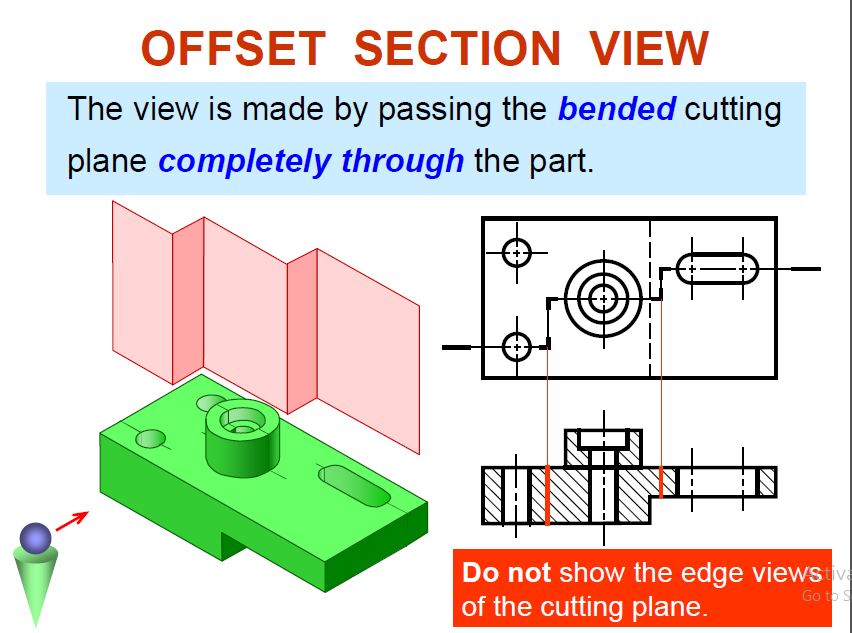 OFFSET SECTION VIEW
The view is made by passing the bended cutting
plane completely through the part.
Do not show the edge views
of the cutting plane.
Go to S